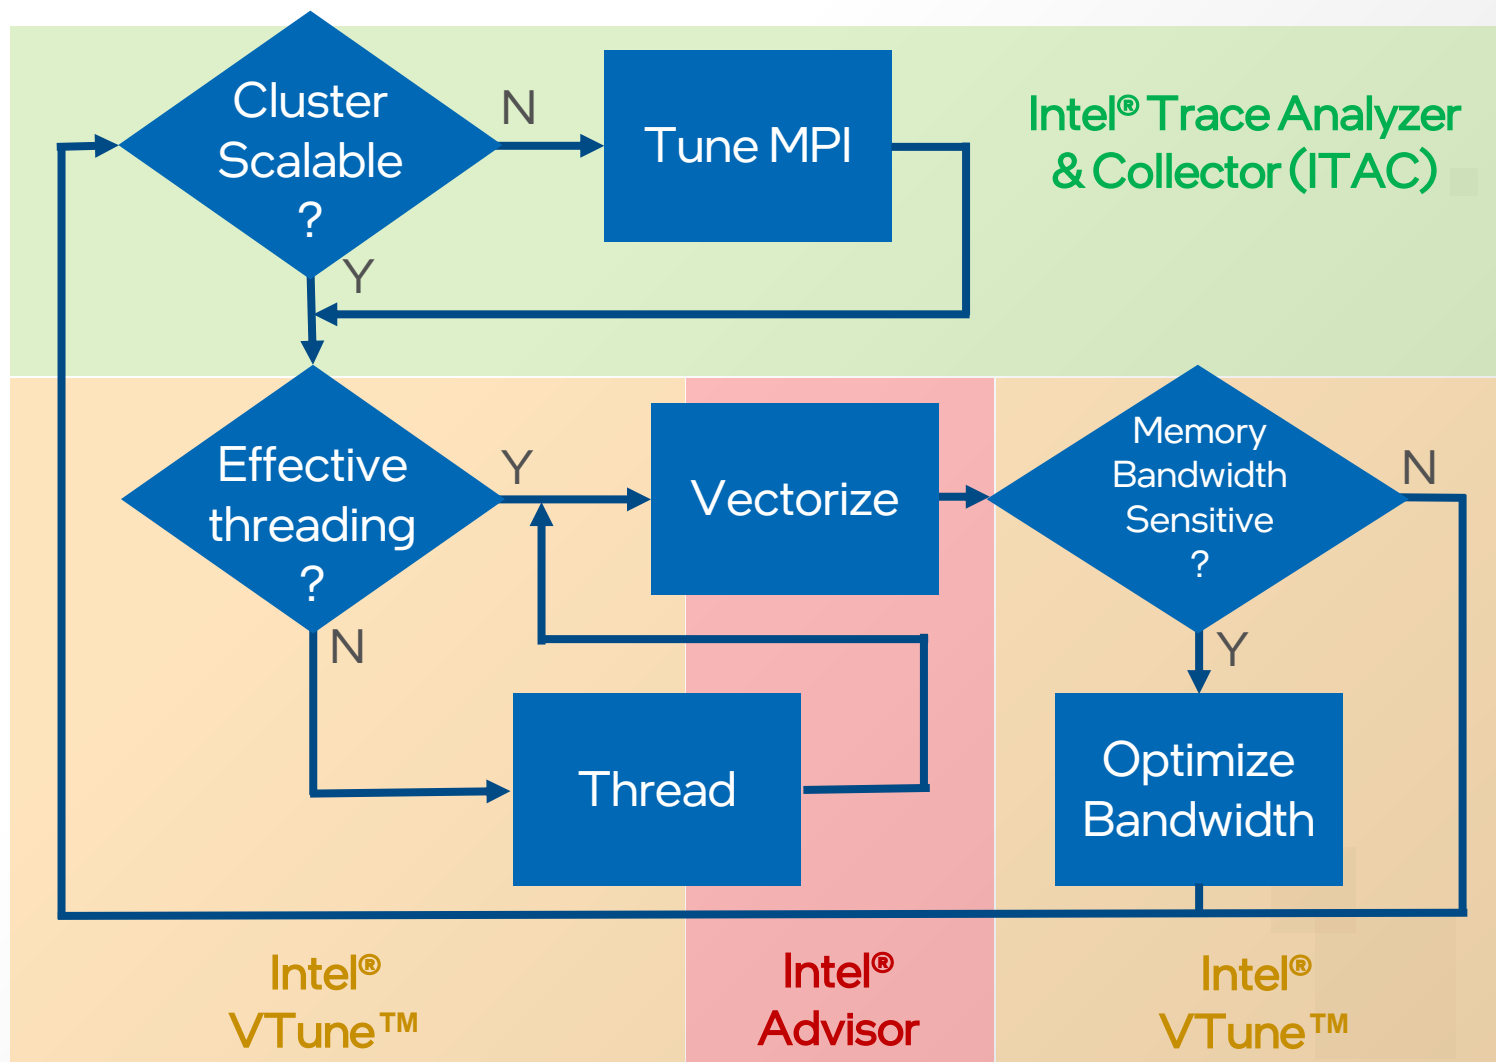 Cluster
Scalable
?
N
Tune MPI
Intel® Trace Analyzer
& Collector (ITAC)
Y
Effective
threading
?
Y
Vectorize
Memory
Bandwidth
Sensitive
?
N
N
Thread
Y
Optimize
Bandwidth
Intel®
VTune™
Intel®
Advisor
Intel®
VTune™